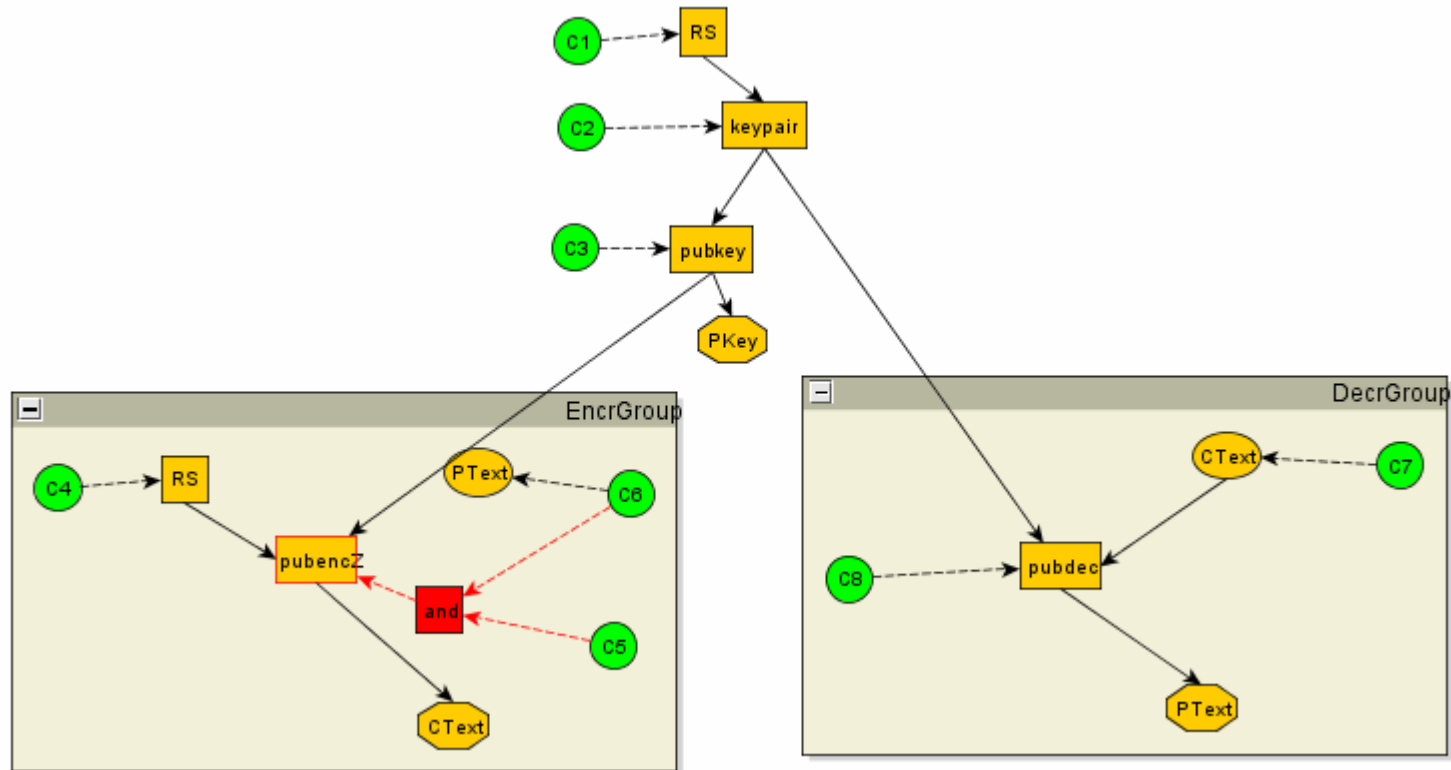 C1
RS
C2
keypair
C3
pubkey
PKey
EncrGroup
DecrGroup
C4
RS
PText
C6
pubencZ
and
C5
CText
CText
C7
C8
pubdec
PText